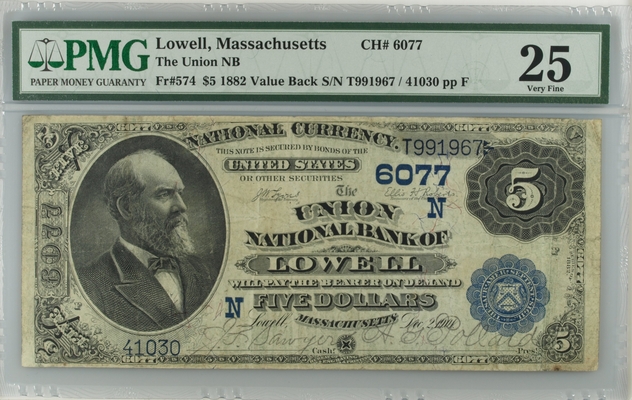 PMG
PAPER MONEY GUARANTY
Lowell, Massachusetts CH# 6077
The Union NB
Fr#574 $5 1882 Value Back S/N T991967 / 41030 pp F
25
Very Fine
NATIONAL CURRENCY.
THIS NOTE IS SECURED BY BONDS OF THE
UNITED STATES
OR OTHER SECURITIES
T991967
6077
The
N
5
UNION
NATIONAL BANK OF
LOWELL
WILL PAY THE BEARER ON DEMAND
N FIVE DOLLARS
Lowell, MASSACHUSETTS
41030
Cash! Pres.
5
6077